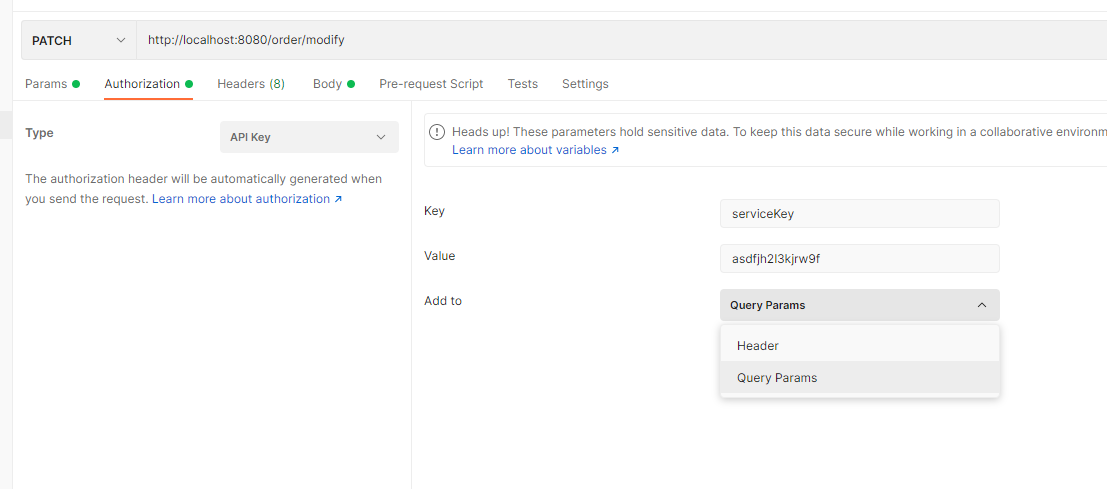 PATCH
http://localhost:8080/order/modify
Params
Authorization
Headers (8)
Body
Pre-request Script
Tests
Settings
Type
API Key
The authorization header will be automatically generated when
you send the request. Learn more about authorization ↗
Heads up! These parameters hold sensitive data. To keep this data secure while working in a collaborative environm
Learn more about variables ↗
Key
serviceKey
Value
asdfjh2l3kjrw9f
Add to
Query Params
Header
Query Params